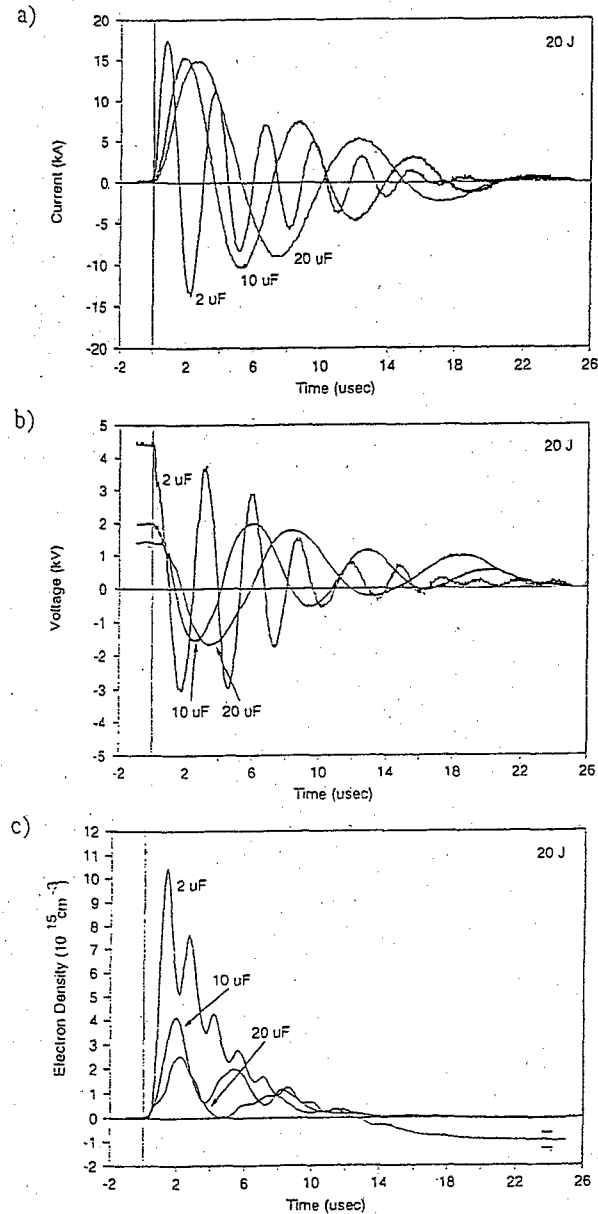 a)
20 J
20
15
10
5
0
-5
-10
-15
-20
Current (kA)
2 uF
10 uF
20 uF
-2 2 6 10 14 18 22 26
Time (usec)
b)
20 J
5
4
3
2
1
0
-1
-2
-3
-4
-5
Voltage (kV)
2 uF
10 uF
20 uF
-2 2 6 10 14 18 22 26
Time (usec)
c)
20 J
12
11
10
9
8
7
6
5
4
3
2
1
0
-1
-2
Electron Density (10 15 cm -3)
2 uF
10 uF
20 uF
-2 2 6 10 14 18 22 26
Time (usec)